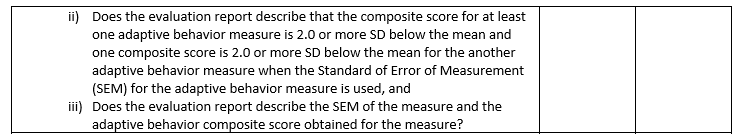 ii) Does the evaluation report describe that the composite score for at least
one adaptive behavior measure is 2.0 or more SD below the mean and
one composite score is 2.0 or more SD below the mean for the another
adaptive behavior measure when the Standard of Error of Measurement
(SEM) for the adaptive behavior measure is used, and
iii) Does the evaluation report describe the SEM of the measure and the
adaptive behavior composite score obtained for the measure?